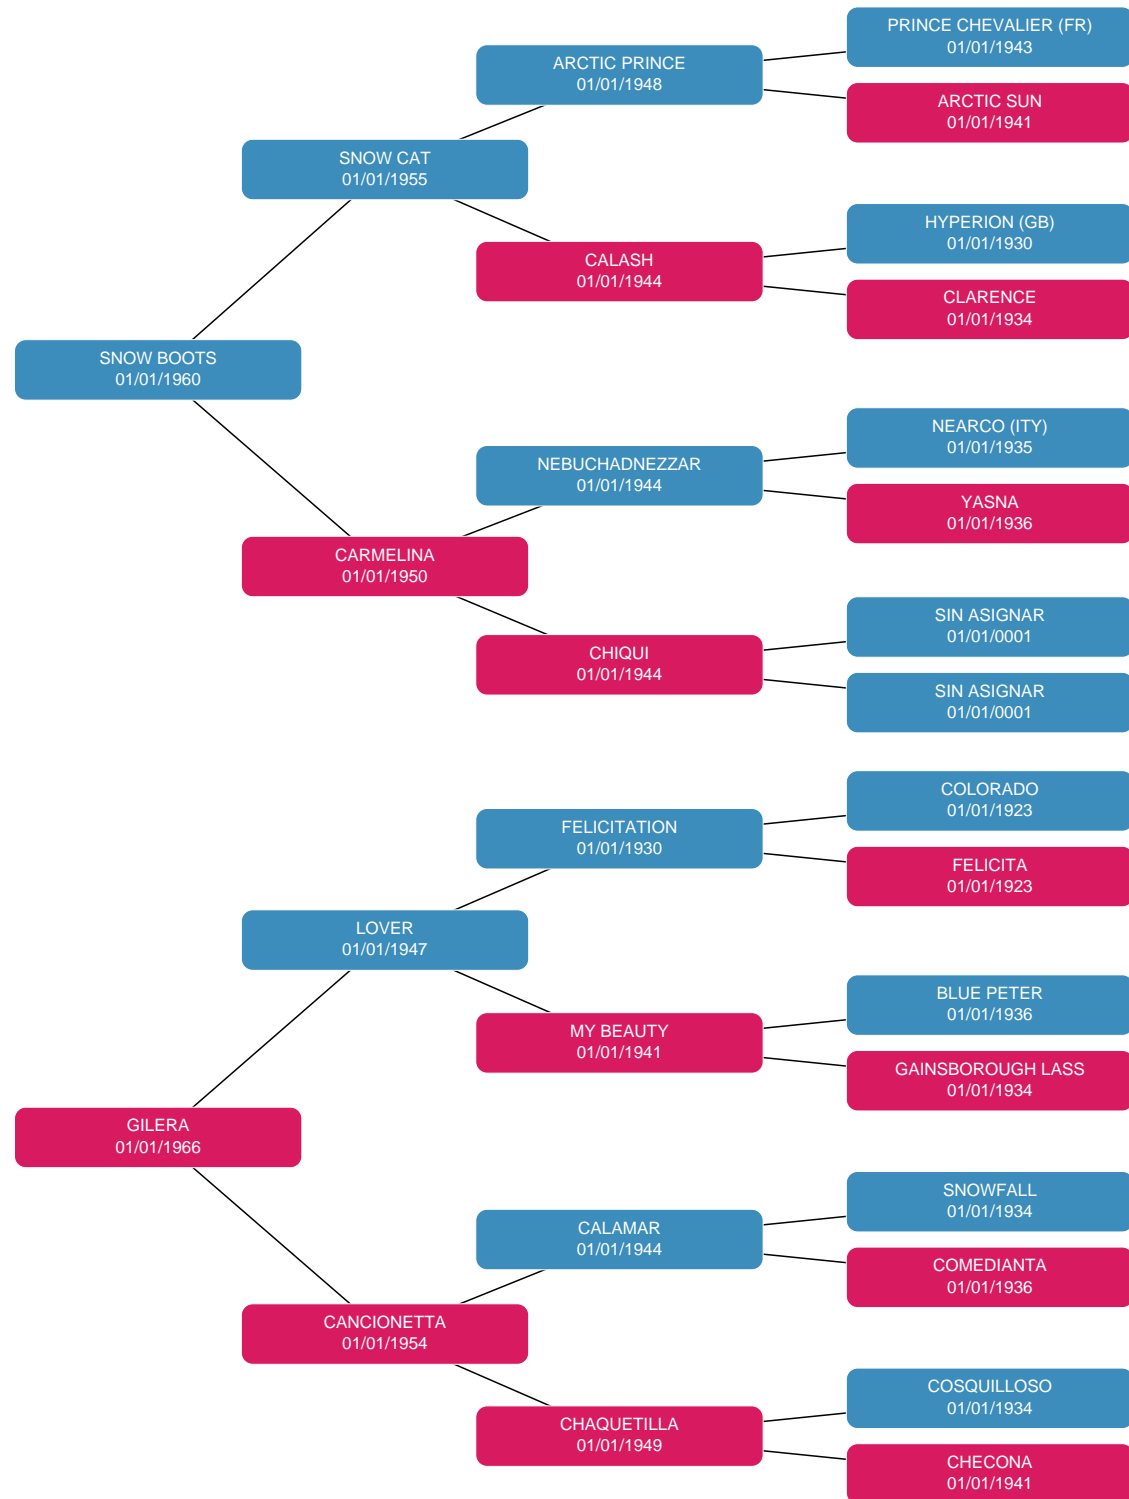 PRINCE CHEVALIER (FR)
01/01/1943
ARCTIC PRINCE
01/01/1948
ARCTIC SUN
01/01/1941
SNOW CAT
01/01/1955
HYPERION (GB)
01/01/1930
CALASH
01/01/1944
CLARENCE
01/01/1934
SNOW BOOTS
01/01/1960
NEARCO (ITY)
01/01/1935
NEBUCHADNEZZAR
01/01/1944
YASNA
01/01/1936
CARMELINA
01/01/1950
SIN ASIGNAR
01/01/0001
CHIQUI
01/01/1944
SIN ASIGNAR
01/01/0001
COLORADO
01/01/1923
FELICITATION
01/01/1930
FELICITA
01/01/1923
LOVER
01/01/1947
BLUE PETER
01/01/1936
MY BEAUTY
01/01/1941
GAINSBOROUGH LASS
01/01/1934
GILERA
01/01/1966
SNOWFALL
01/01/1934
CALAMAR
01/01/1944
COMEDIANTA
01/01/1936
CANCIONETTA
01/01/1954
COSQUILLOSO
01/01/1934
CHAQUETILLA
01/01/1949
CHECONA
01/01/1941